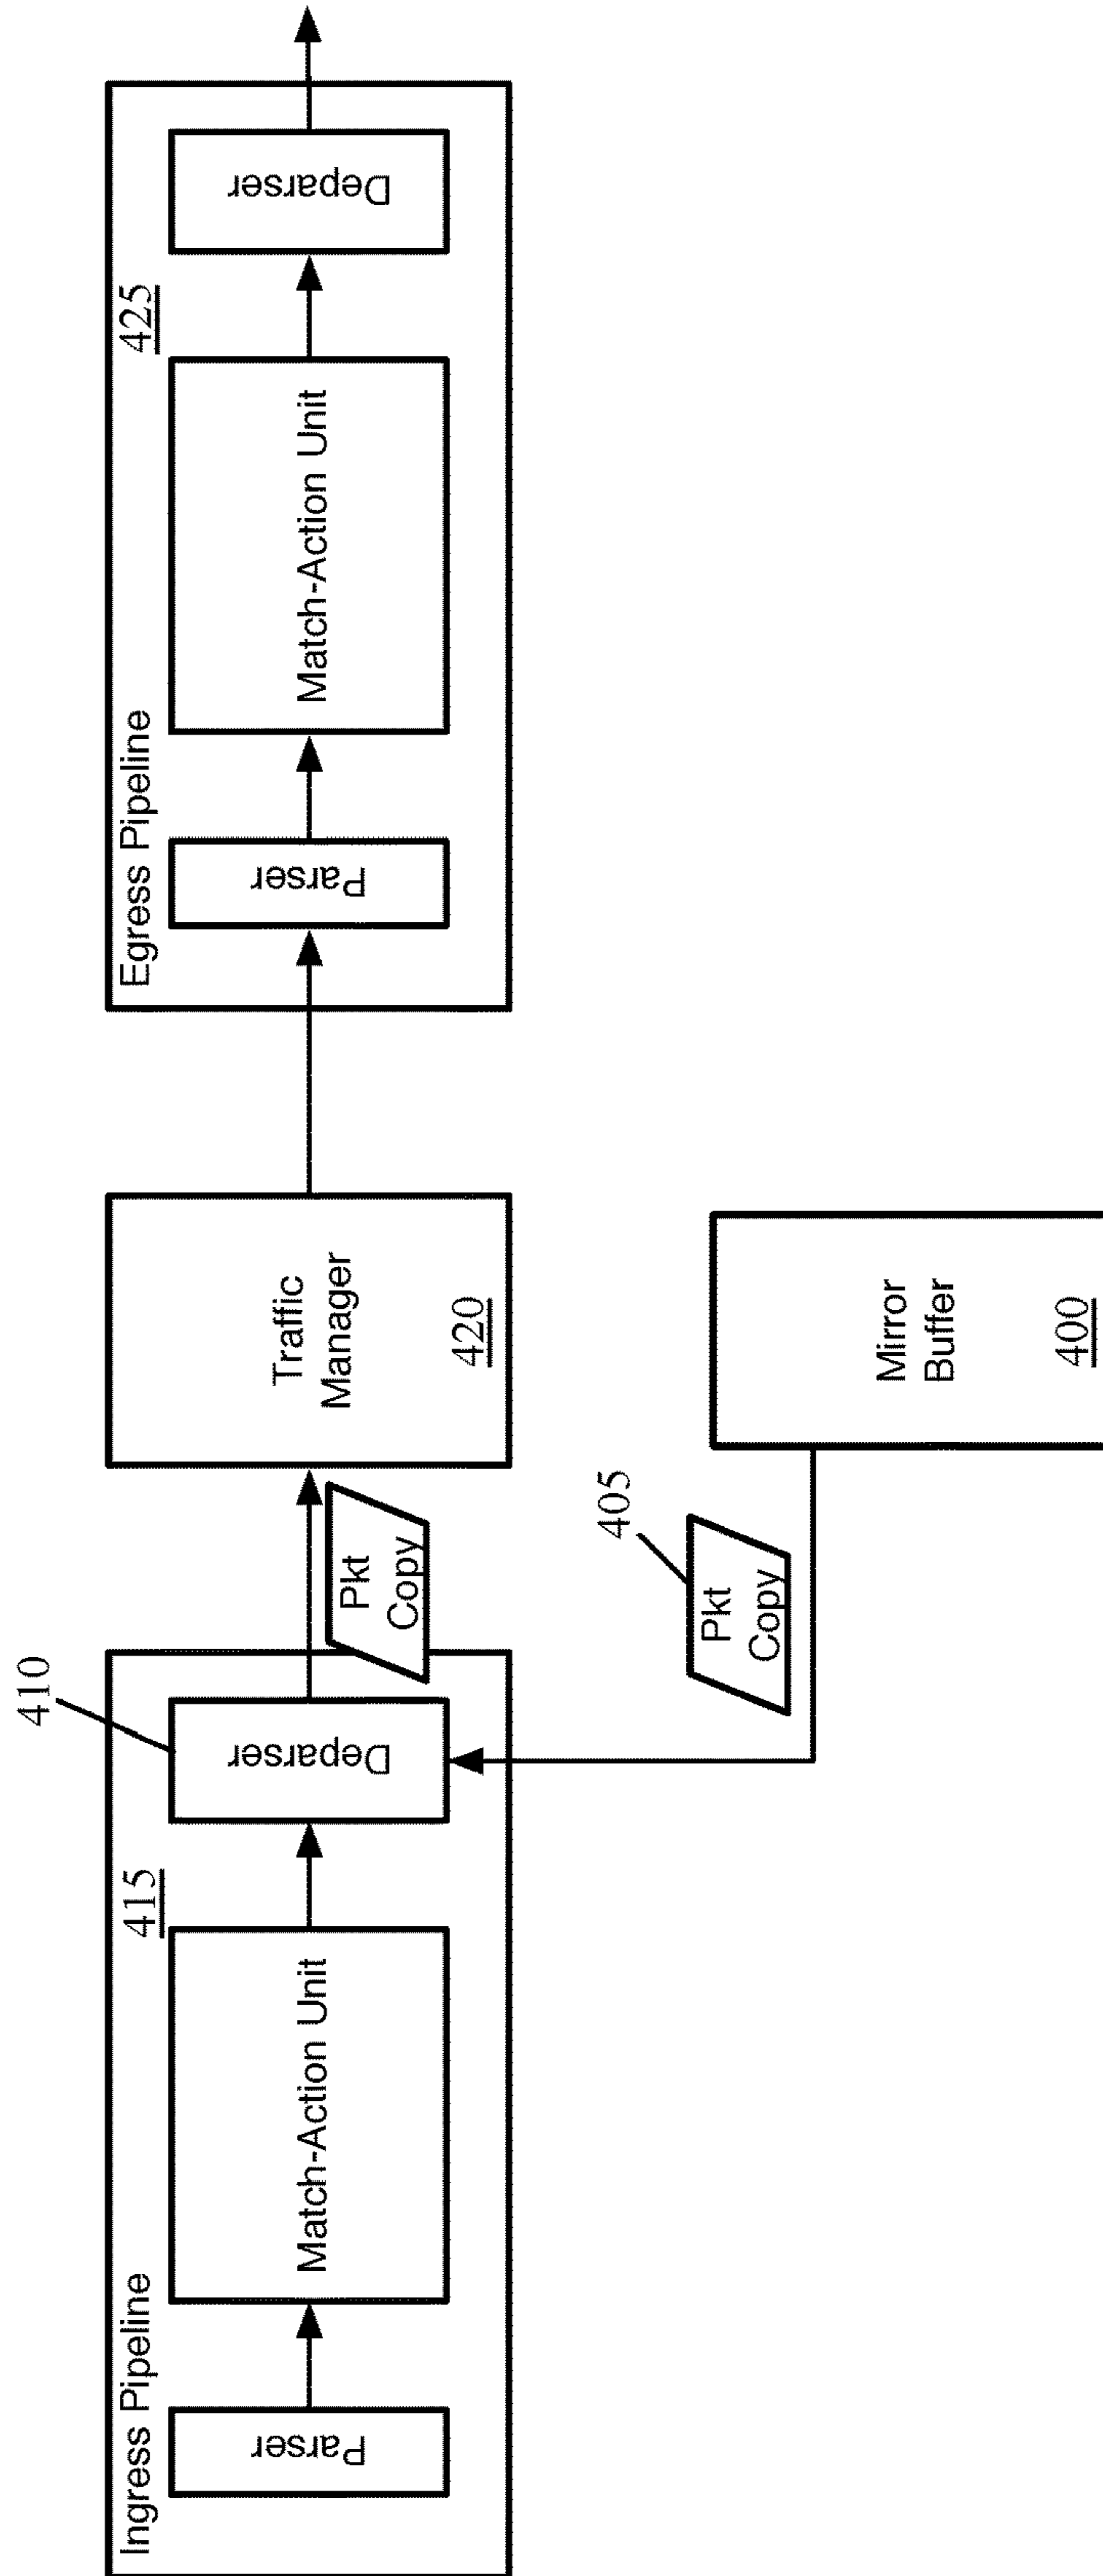 Ingress Pipeline
415
410
Parser
Match-Action Unit
Deparser
Pkt
Copy
Traffic
Manager
420
Egress Pipeline
425
Parser
Match-Action Unit
Deparser
405
Pkt
Copy
Mirror
Buffer
400